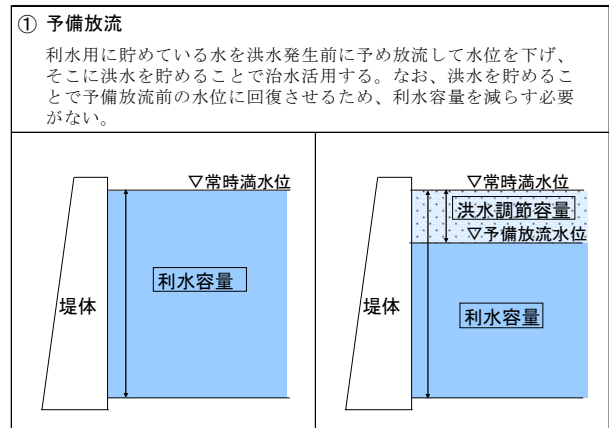 ① 予備放流
利水用に貯めている水を洪水発生前に予め放流して水位を下げ、
そこに洪水を貯めることで治水活用する。なお、洪水を貯めるこ
とで予備放流前の水位に回復させるため、利水容量を減らす必要
がない。
▽常時満水位
利水容量
堤体
▽常時満水位
洪水調節容量
▽予備放流水位
利水容量
堤体